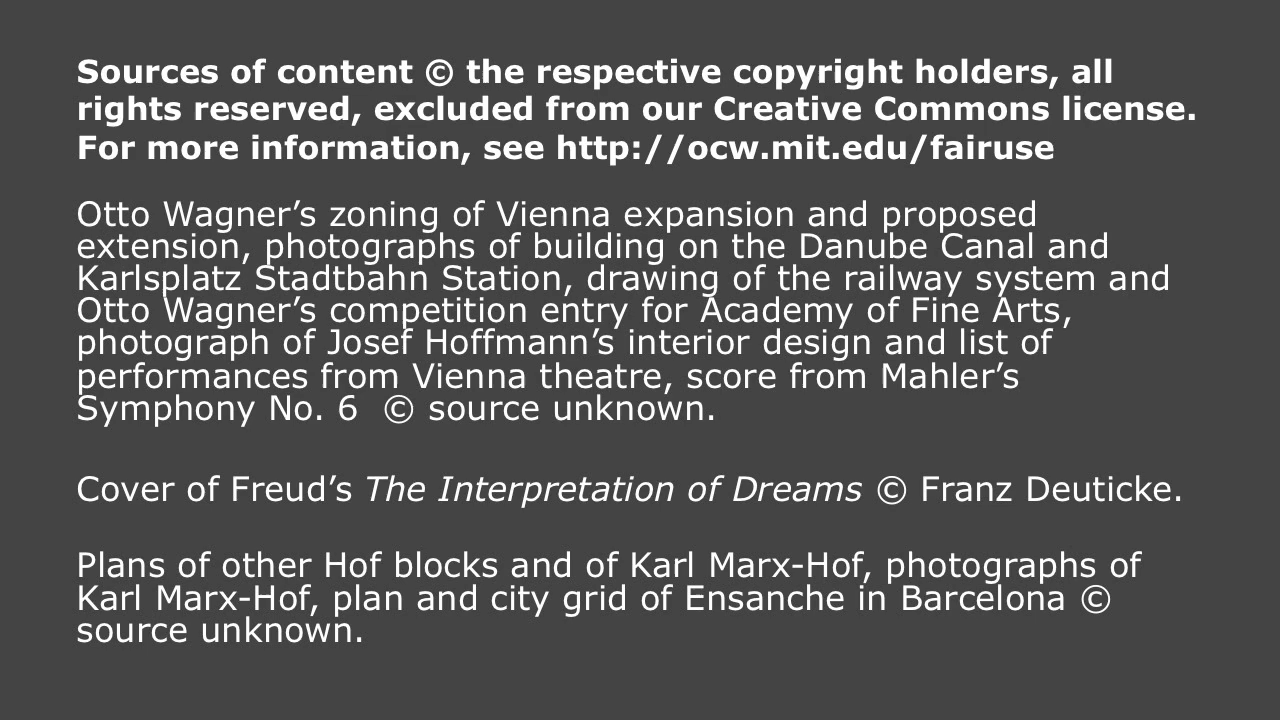 Sources of content © the respective copyright holders, all
rights reserved, excluded from our Creative Commons license.
For more information, see http://ocw.mit.edu/fairuse
Otto Wagner’s zoning of Vienna expansion and proposed
extension, photographs of building on the Danube Canal and
Karlsplatz Stadtbahn Station, drawing of the railway system and
Otto Wagner’s competition entry for Academy of Fine Arts,
photograph of Josef Hoffmann’s interior design and list of
performances from Vienna theatre, score from Mahler’s
Symphony No. 6 © source unknown.
Cover of Freud’s The Interpretation of Dreams © Franz Deuticke.
Plans of other Hof blocks and of Karl Marx-Hof, photographs of
Karl Marx-Hof, plan and city grid of Ensanche in Barcelona ©
source unknown.